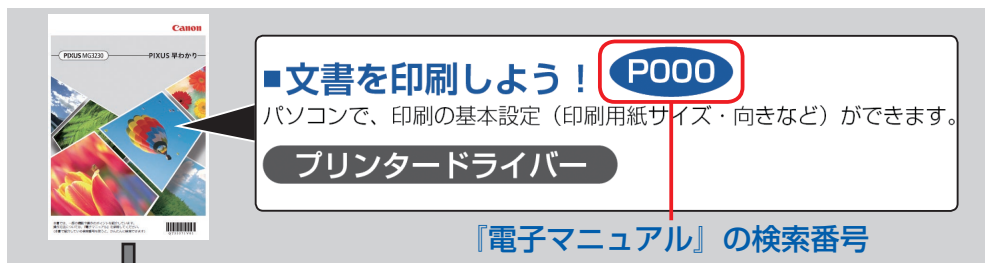 Canon
PIXUS MG3230
PIXUS 早わかり
■文書を印刷しよう！ P000
パソコンで、印刷の基本設定（印刷用紙サイズ・向きなど）ができます。
プリンタードライバー
『電子マニュアル』の検索番号